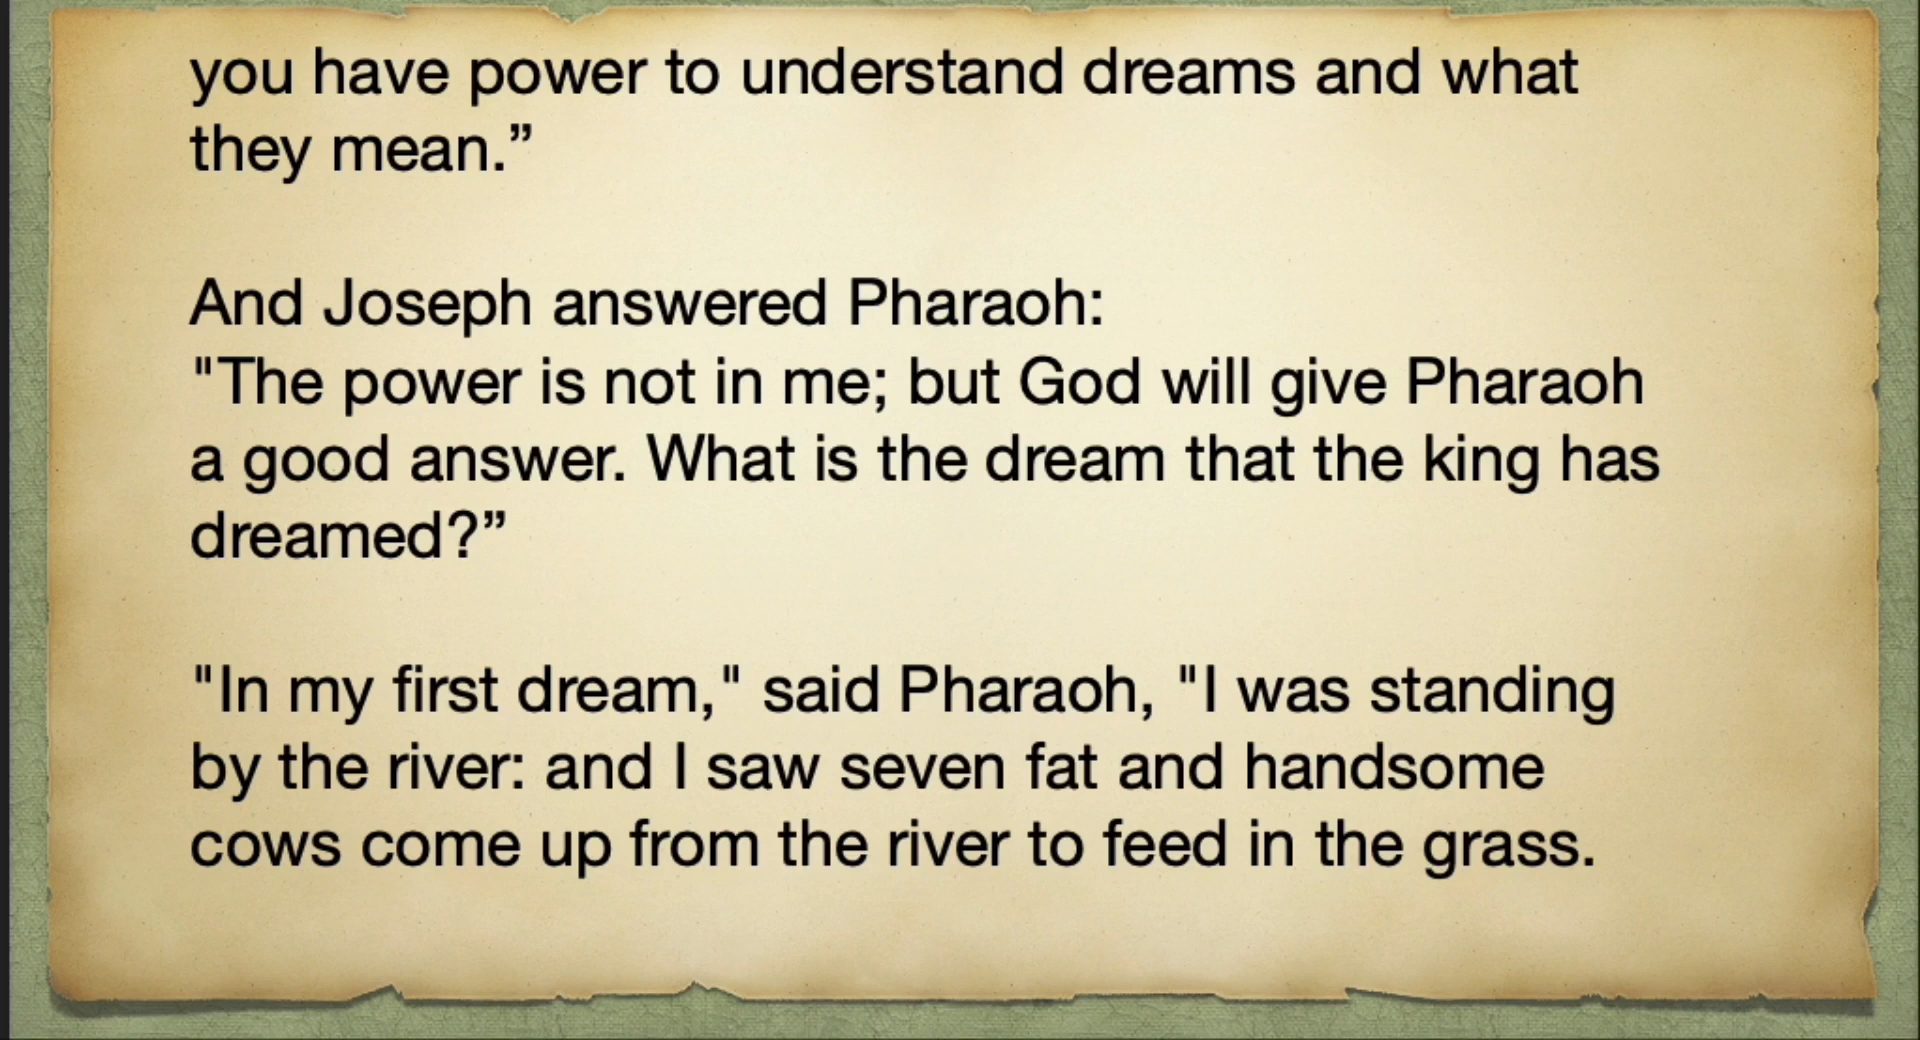 you have power to understand dreams and what
they mean.”
And Joseph answered Pharaoh:
"The power is not in me; but God will give Pharaoh
a good answer. What is the dream that the king has
dreamed?”
"In my first dream," said Pharaoh, "I was standing
by the river: and I saw seven fat and handsome
cows come up from the river to feed in the grass.